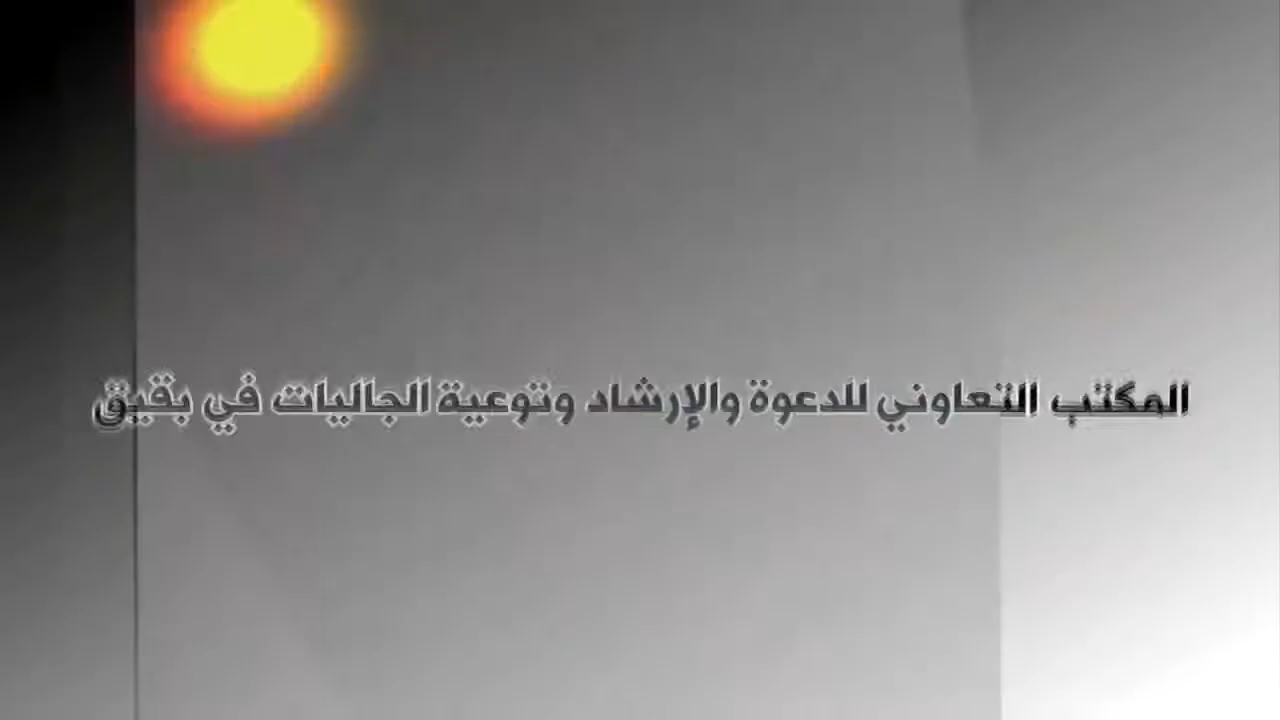 المكتب التعاوني للدعوة والإرشاد وتوعية الجاليات في بقيق